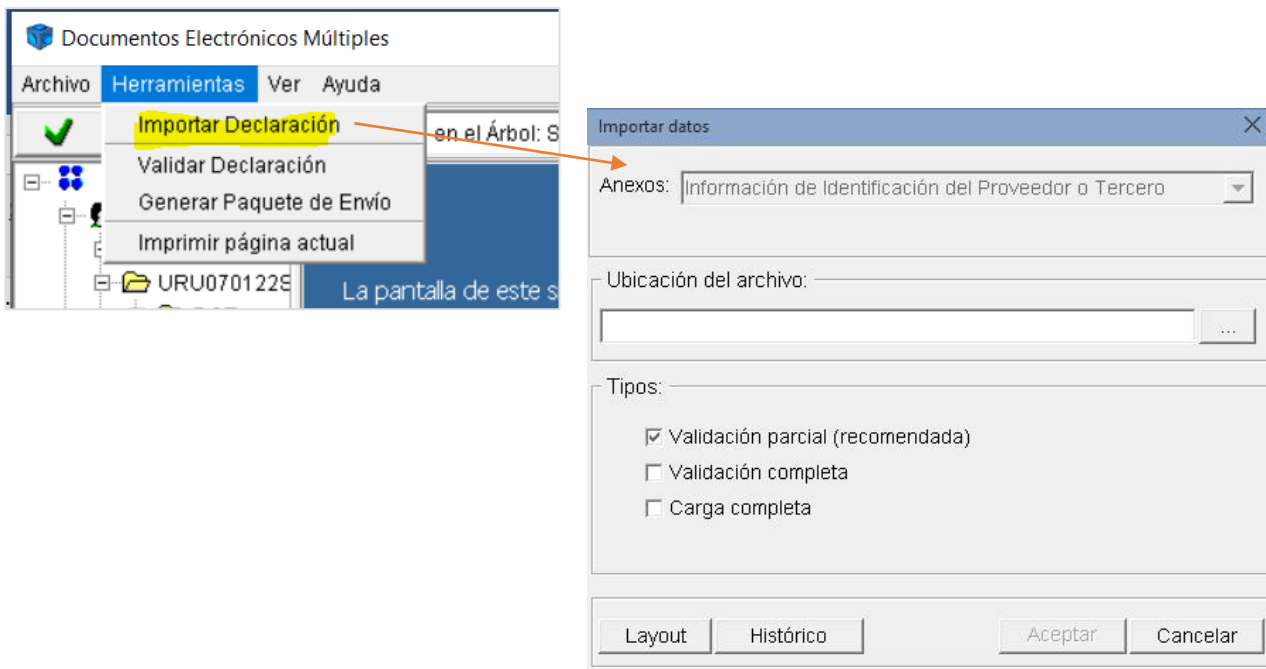 Documentos Electrónicos Múltiples
Archivo Herramientas Ver Ayuda
Importar Declaración
en el Árbol: S
Validar Declaración
Generar Paquete de Envío
Imprimir página actual
URU070122S
La pantalla de este s
Importar datos
Anexos: Información de Identificación del Proveedor o Tercero
Ubicación del archivo:
...
Tipos:
Validación parcial (recomendada)
Validación completa
Carga completa
Layout Histórico Aceptar Cancelar